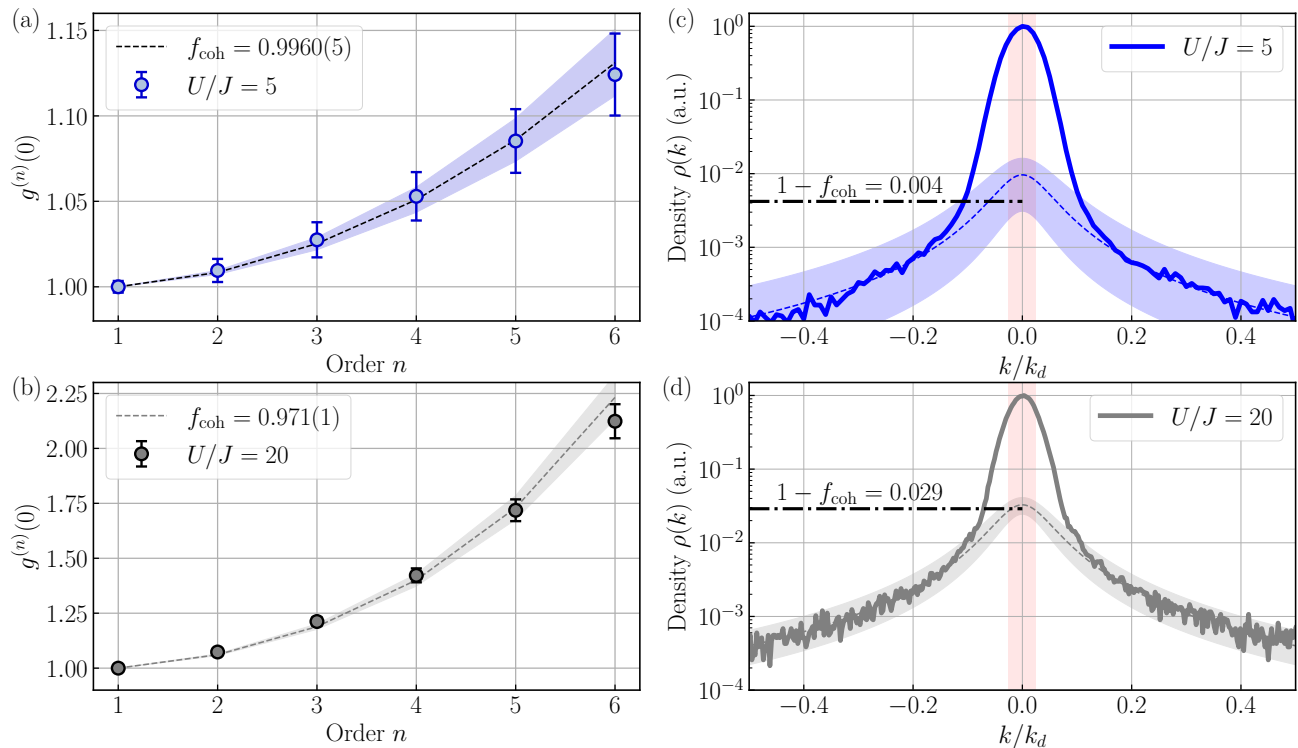 (a)
1.15
1.10
1.05
1.00
g^{(n)}(0)
f_coh = 0.9960(5)
U/J = 5
1 2 3 4 5 6
Order n
(c)
10^0
10^{-1}
10^{-2}
10^{-3}
10^{-4}
Density ρ(k) (a.u.)
U/J = 5
1 − f_coh = 0.004
−0.4 −0.2 0.0 0.2 0.4
k/k_d
(b)
2.25
2.00
1.75
1.50
1.25
1.00
g^{(n)}(0)
f_coh = 0.971(1)
U/J = 20
1 2 3 4 5 6
Order n
(d)
10^0
10^{-1}
10^{-2}
10^{-3}
10^{-4}
Density ρ(k) (a.u.)
U/J = 20
1 − f_coh = 0.029
−0.4 −0.2 0.0 0.2 0.4
k/k_d